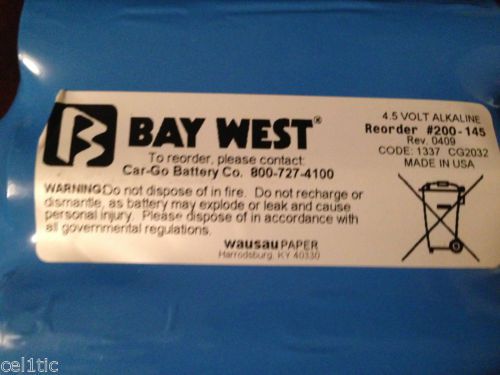 BAY WEST®
To reorder, please contact:
Car-Go Battery Co. 800-727-4100
4.5 VOLT ALKALINE
Reorder #200-145
Rev. 0409
CODE: 1337 CG2032
MADE IN USA
WARNING:Do not dispose of in fire. Do not recharge or
dismantle, as battery may explode or leak and cause
personal injury. Please dispose of in accordance with
all governmental regulations.
wausau PAPER
Harrodsburg, KY 40330
cel1tic